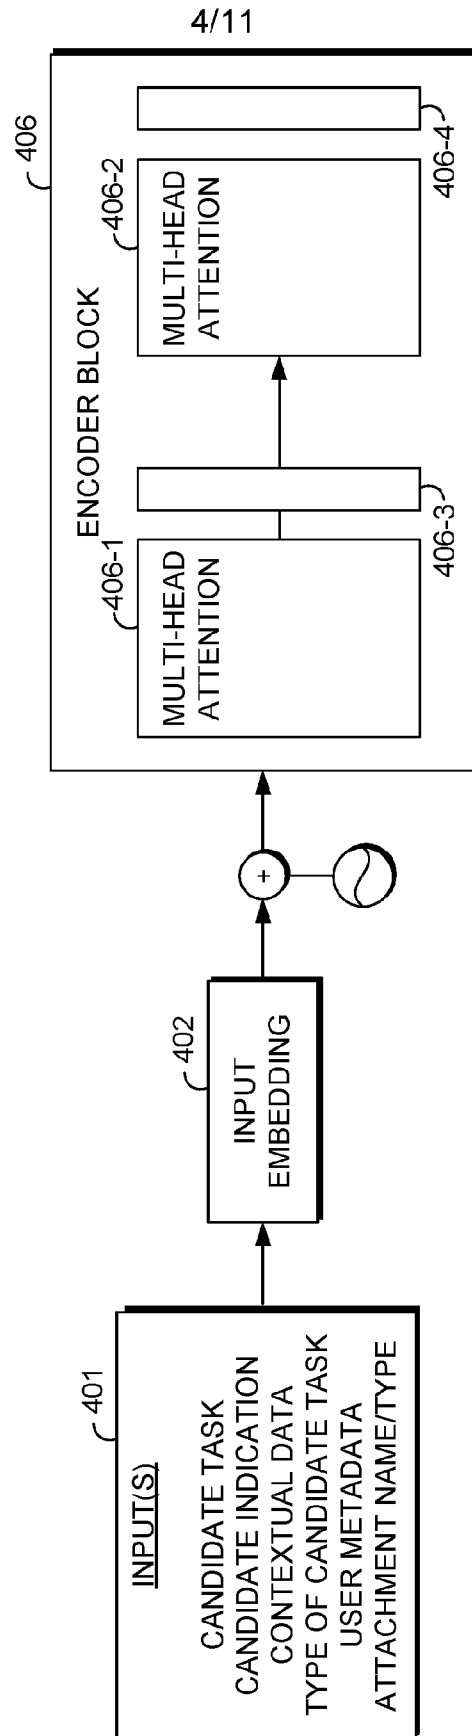 4/11
401
INPUT(S)
CANDIDATE TASK
CANDIDATE INDICATION
CONTEXTUAL DATA
TYPE OF CANDIDATE TASK
USER METADATA
ATTACHMENT NAME/TYPE
402
INPUT
EMBEDDING
+
406
ENCODER BLOCK
406-1
MULTI-HEAD
ATTENTION
406-3
406-2
MULTI-HEAD
ATTENTION
406-4